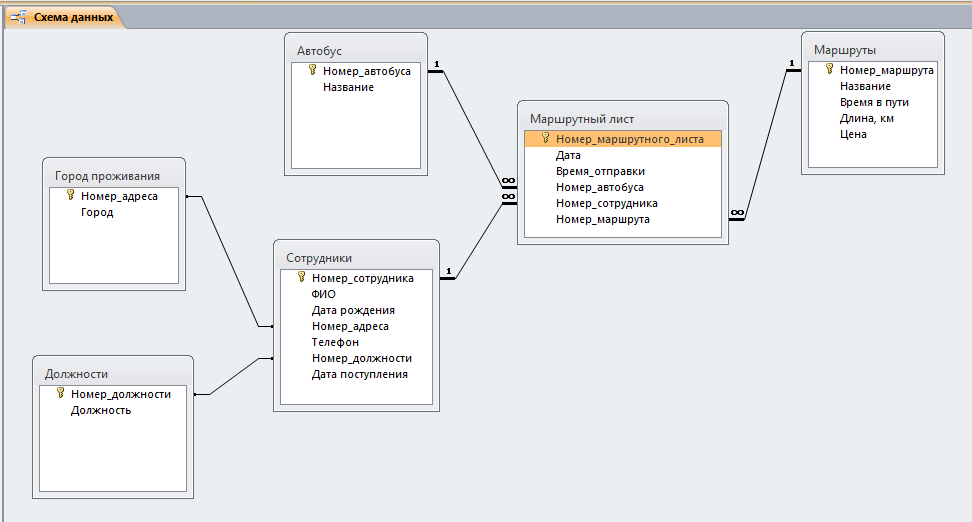 Схема данных
Автобус
Номер_автобуса
Название
1
Маршруты
Номер_маршрута
Название
Время в пути
Длина, км
Цена
1
Маршрутный лист
Номер_маршрутного_листа
Дата
Время_отправки
Номер_автобуса
Номер_сотрудника
Номер_маршрута
∞
∞
∞
Город проживания
Номер_адреса
Город
Сотрудники
Номер_сотрудника
ФИО
Дата рождения
Номер_адреса
Телефон
Номер_должности
Дата поступления
1
Должности
Номер_должности
Должность